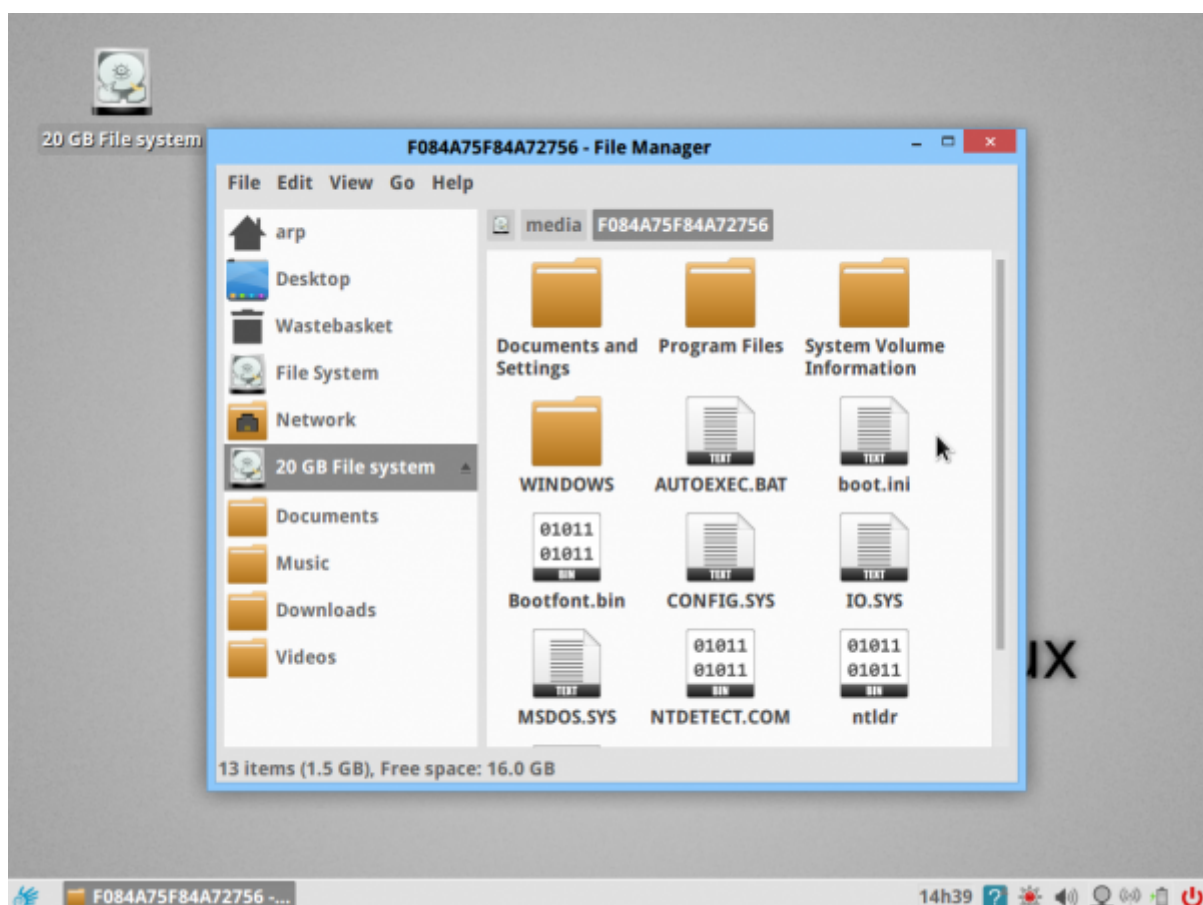 20 GB File system
F084A75F84A72756 - File Manager
File Edit View Go Help
arp
Desktop
Wastebasket
File System
Network
20 GB File system
Documents
Music
Downloads
Videos
media F084A75F84A72756
Documents and
Settings
Program Files
System Volume
Information
WINDOWS
TEXT
AUTOEXEC.BAT
TEXT
boot.ini
01011
01011
BIN
Bootfont.bin
TEXT
CONFIG.SYS
TEXT
IO.SYS
TEXT
MSDOS.SYS
01011
01011
BIN
NTDETECT.COM
01011
01011
BIN
ntldr
13 items (1.5 GB), Free space: 16.0 GB
ux
F084A75F84A72756 -...
14h39 ?